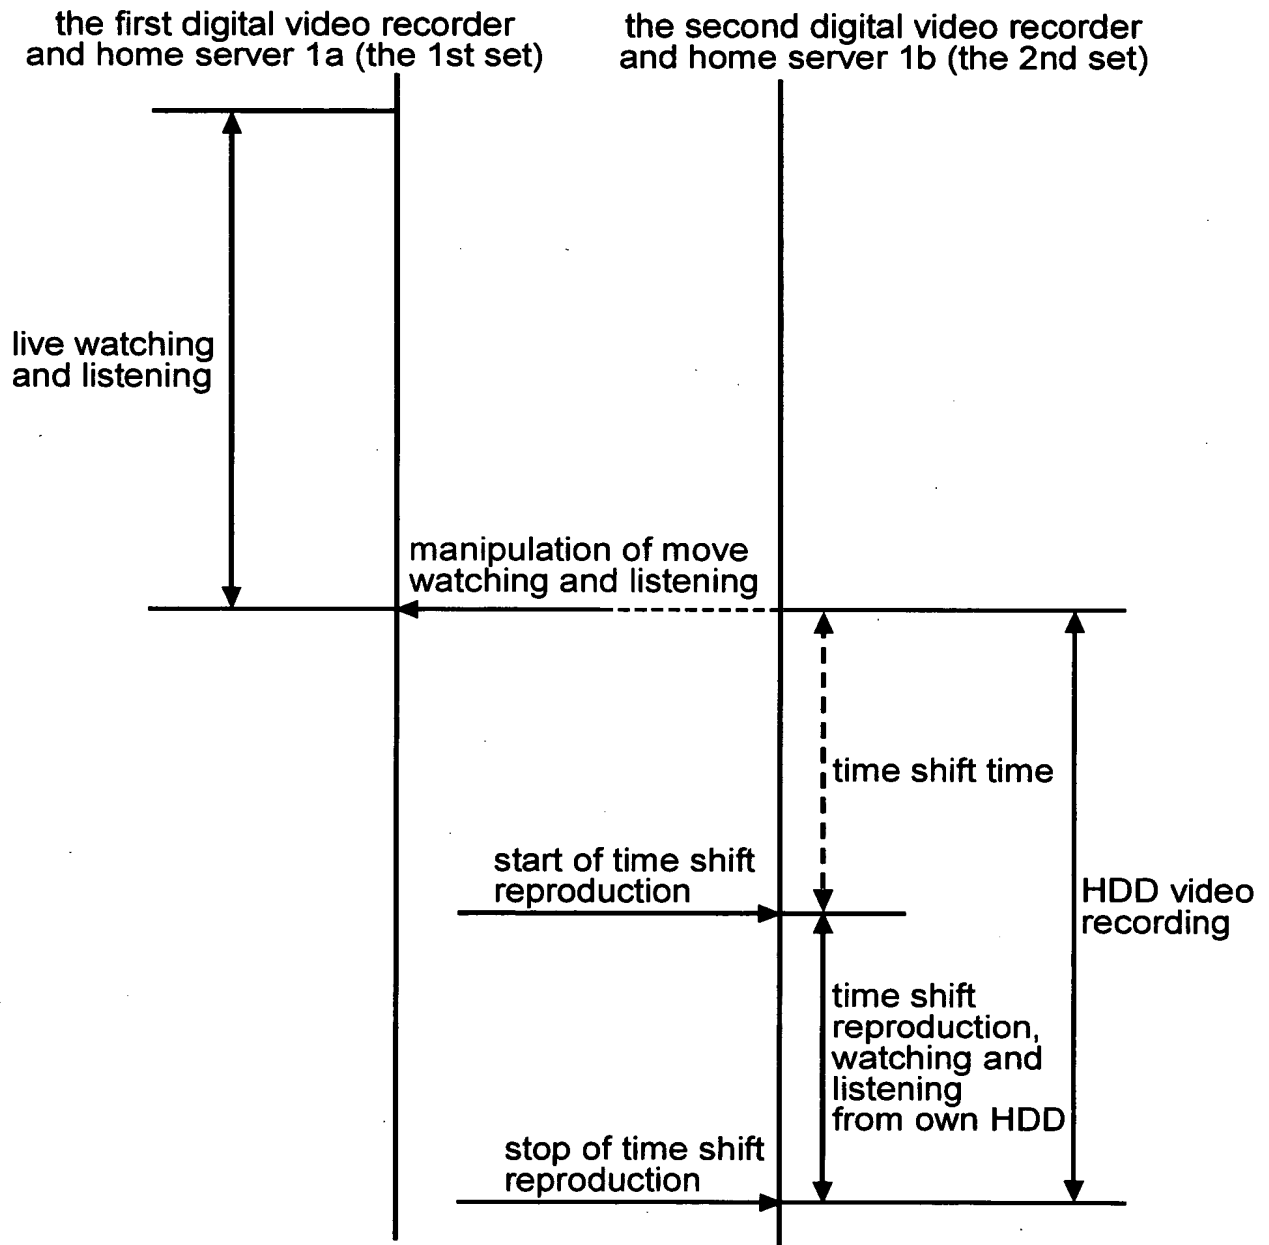 the first digital video recorder
and home server 1a (the 1st set)
the second digital video recorder
and home server 1b (the 2nd set)
live watching
and listening
manipulation of move
watching and listening
time shift time
start of time shift
reproduction
HDD video
recording
time shift
reproduction,
watching and
listening
from own HDD
stop of time shift
reproduction